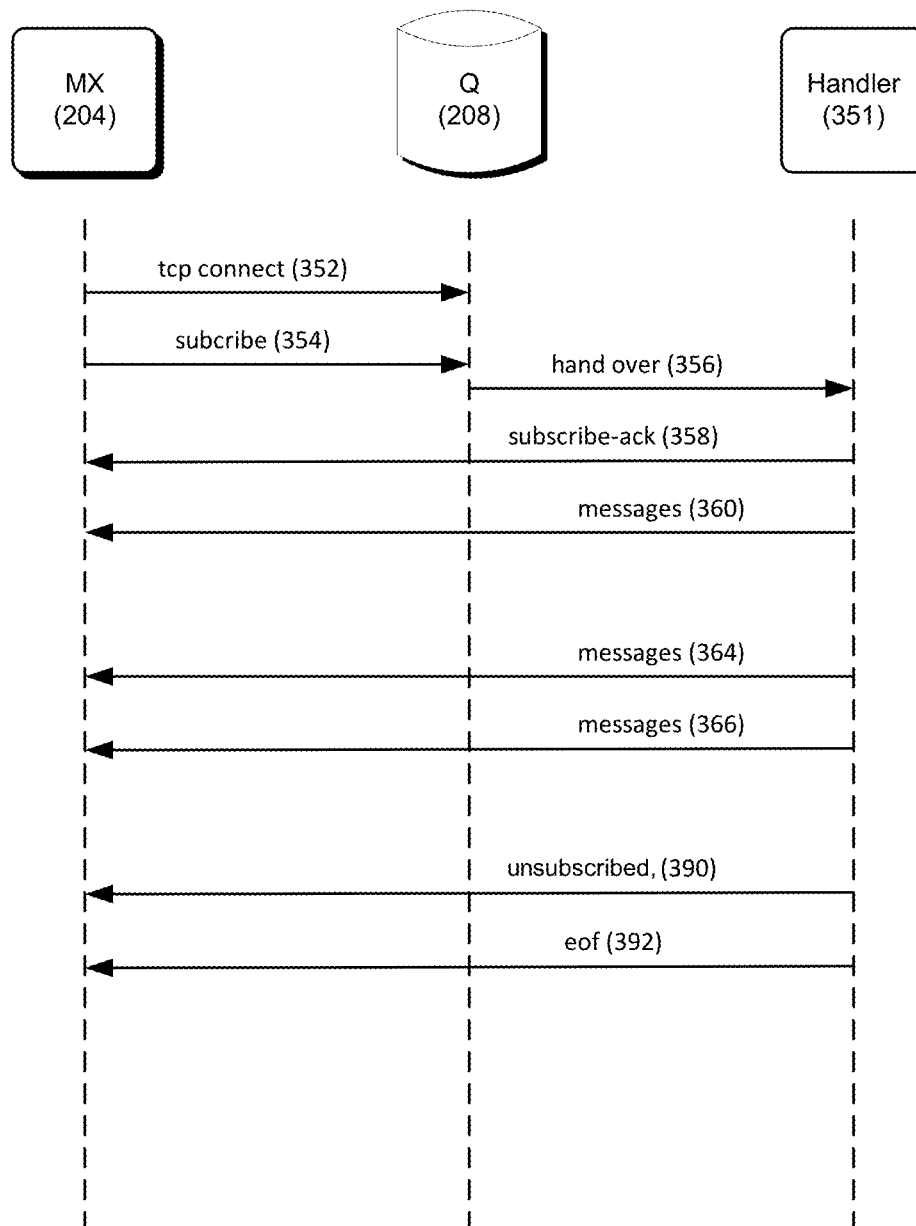 MX
(204)
Q
(208)
Handler
(351)
tcp connect (352)
subcribe (354)
hand over (356)
subscribe-ack (358)
messages (360)
messages (364)
messages (366)
unsubscribed, (390)
eof (392)